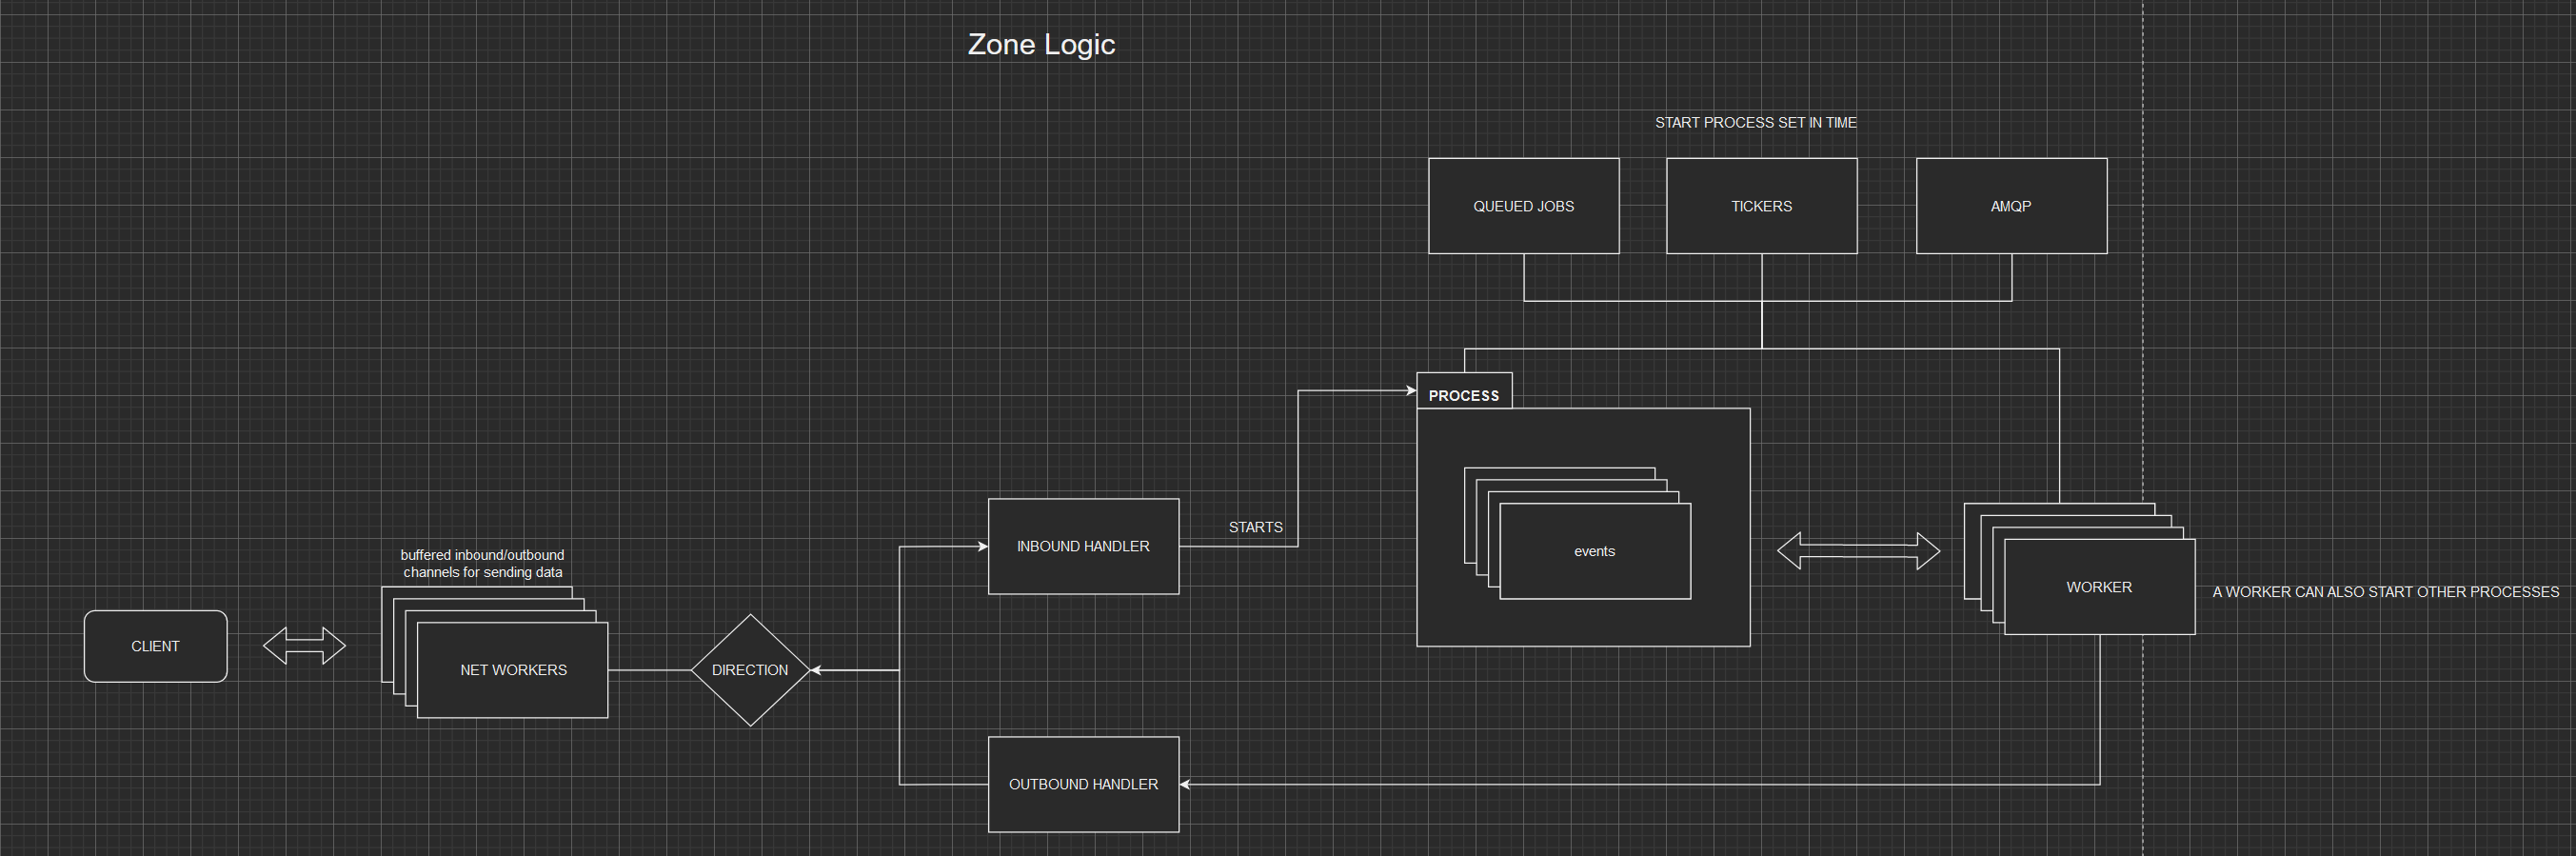 Zone Logic
START PROCESS SET IN TIME
QUEUED JOBS
TICKERS
AMQP
PROCESS
events
STARTS
INBOUND HANDLER
buffered inbound/outbound
channels for sending data
CLIENT
NET WORKERS
DIRECTION
WORKER
A WORKER CAN ALSO START OTHER PROCESSES
OUTBOUND HANDLER